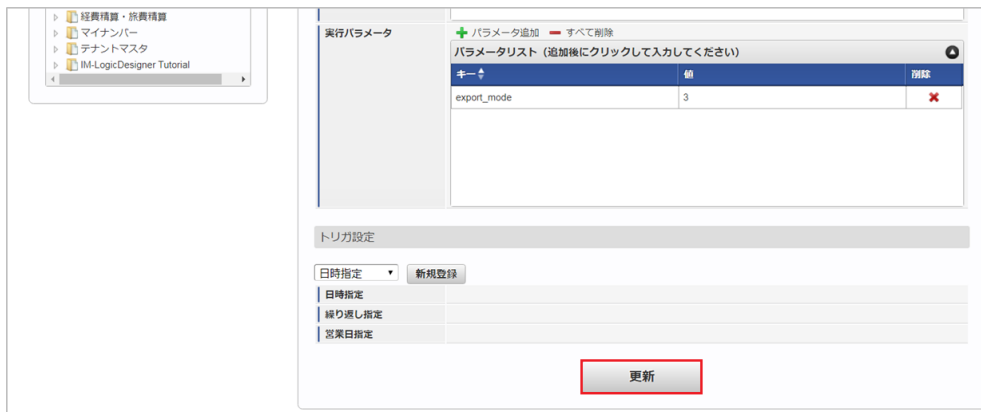 経費精算・旅費精算
マイナンバー
テナントマスタ
IM-LogicDesigner Tutorial
実行パラメータ
パラメータ追加 すべて削除
パラメータリスト（追加後にクリックして入力してください）
キー 値 削除
export_mode 3
トリガ設定
日時指定 新規登録
日時指定
繰り返し指定
営業日指定
更新